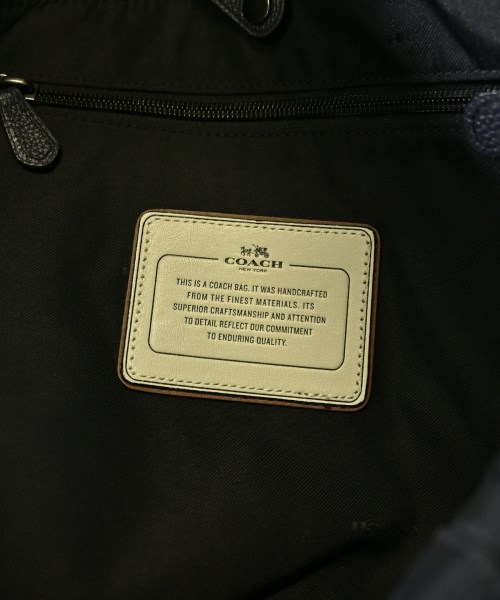 COACH
NEW YORK
THIS IS A COACH BAG. IT WAS HANDCRAFTED
FROM THE FINEST MATERIALS. ITS
SUPERIOR CRAFTSMANSHIP AND ATTENTION
TO DETAIL REFLECT OUR COMMITMENT
TO ENDURING QUALITY.